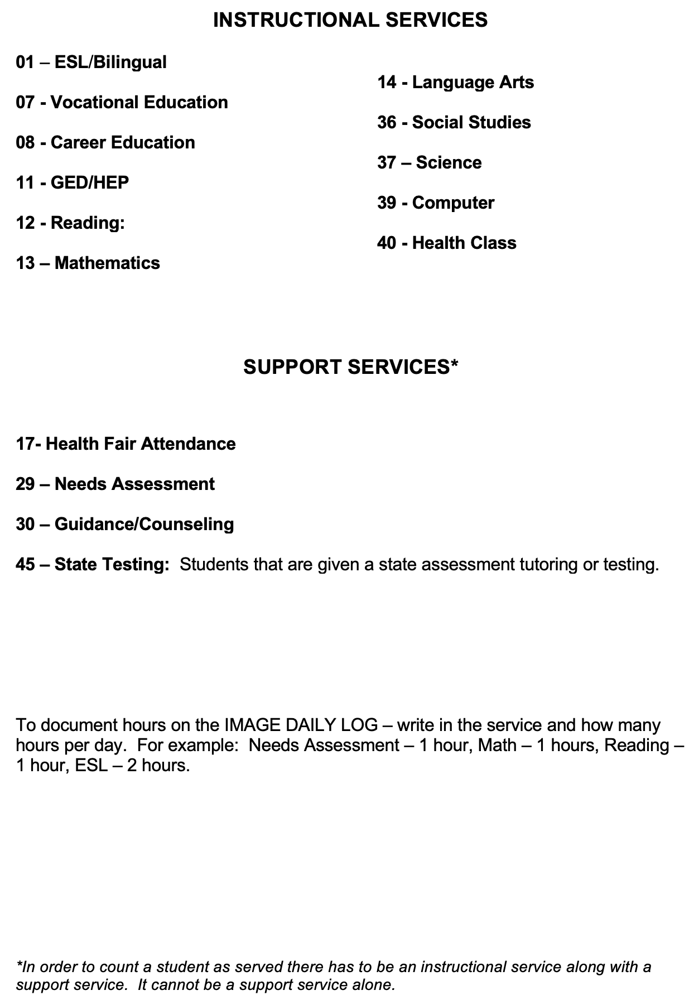 INSTRUCTIONAL SERVICES
01 – ESL/Bilingual
07 - Vocational Education
08 - Career Education
11 - GED/HEP
12 - Reading:
13 – Mathematics
14 - Language Arts
36 - Social Studies
37 – Science
39 - Computer
40 - Health Class
SUPPORT SERVICES*
17- Health Fair Attendance
29 – Needs Assessment
30 – Guidance/Counseling
45 – State Testing:  Students that are given a state assessment tutoring or testing.
To document hours on the IMAGE DAILY LOG – write in the service and how many
hours per day.  For example:  Needs Assessment – 1 hour, Math – 1 hours, Reading –
1 hour, ESL – 2 hours.
*In order to count a student as served there has to be an instructional service along with a
support service.  It cannot be a support service alone.